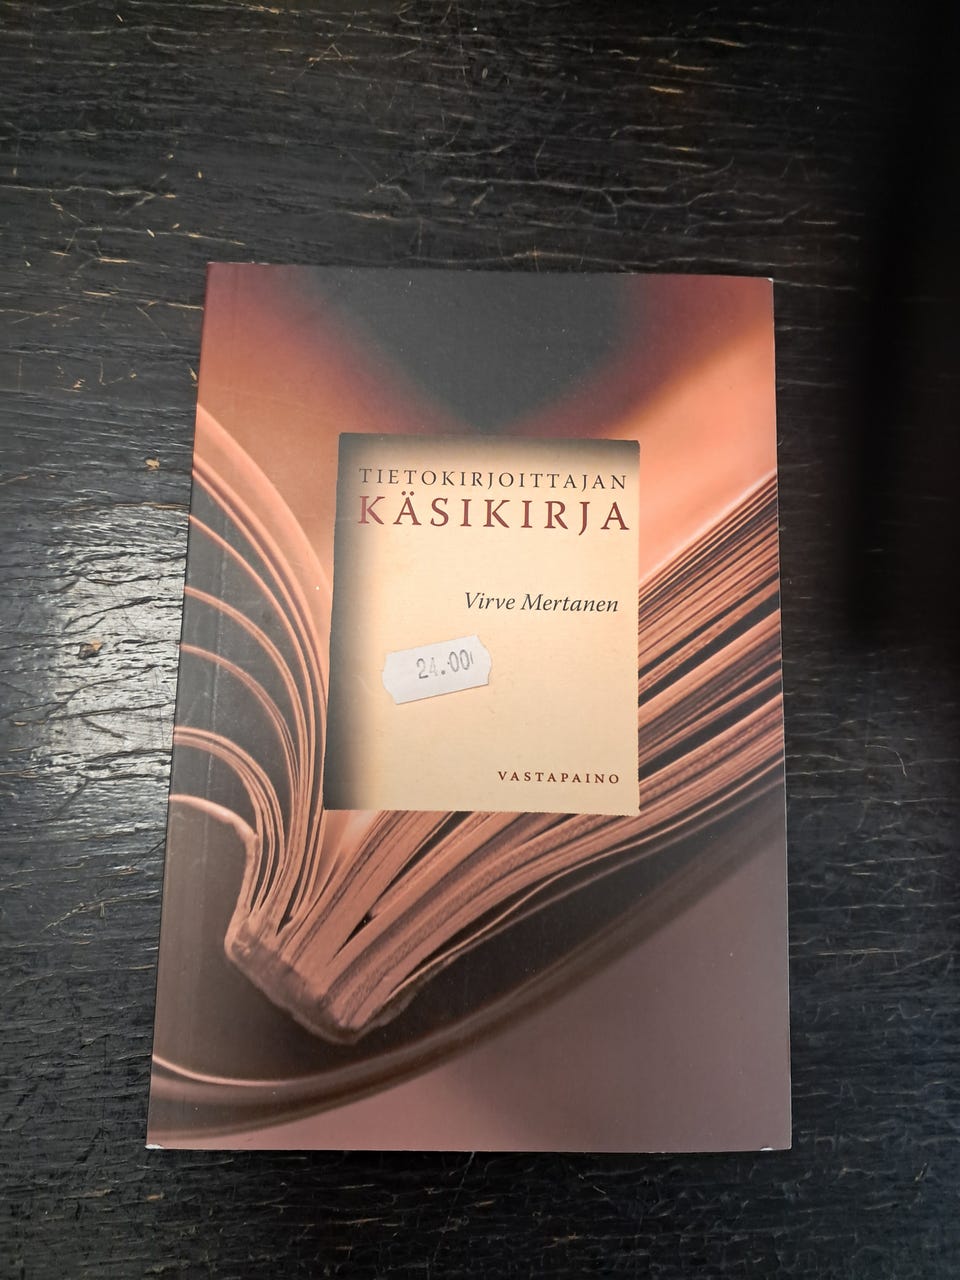 TIETOKIRJOITTAJAN
KÄSIKIRJA
Virve Mertanen
24.00
VASTAPAINO